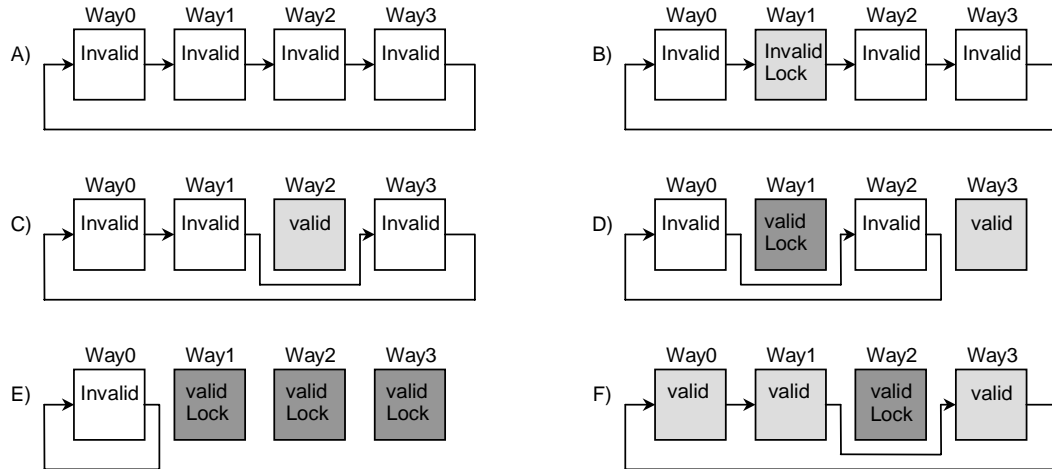 Way0 Way1 Way2 Way3
A) Invalid Invalid Invalid Invalid
Way0 Way1 Way2 Way3
B) Invalid Invalid Lock Invalid Invalid
Way0 Way1 Way2 Way3
C) Invalid Invalid valid Invalid
Way0 Way1 Way2 Way3
D) Invalid valid Lock Invalid valid
Way0 Way1 Way2 Way3
E) Invalid valid Lock valid Lock valid Lock
Way0 Way1 Way2 Way3
F) valid valid valid Lock valid